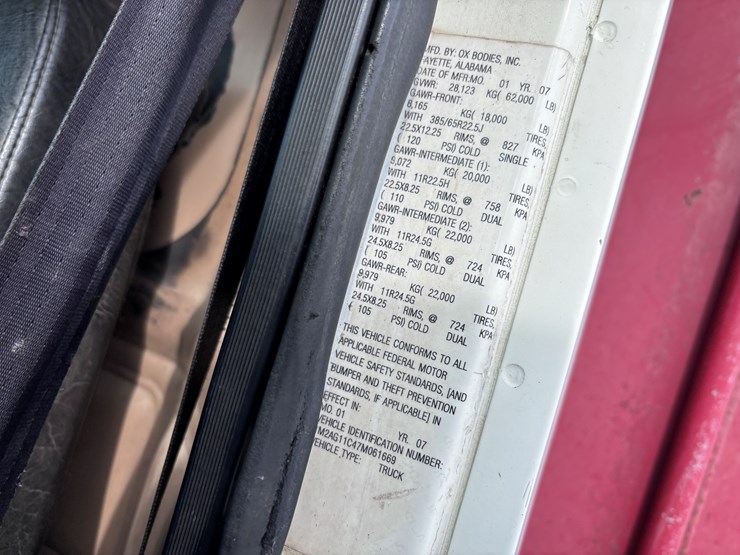 MFD. BY: OX BODIES, INC.
FAYETTE, ALABAMA
DATE OF MFR:MO. 01 YR. 07
GVWR: 28,123 KG( 62,000 LB)
GAWR-FRONT:
8,165 KG( 18,000 LB)
WITH 385/65R22.5J TIRES,
22.5X12.25 RIMS, @ 827 KPA
( 120 PSI) COLD SINGLE
GAWR-INTERMEDIATE (1):
9,072 KG( 20,000 LB)
WITH 11R22.5H TIRES,
22.5X8.25 RIMS, @ 758 KPA
( 110 PSI) COLD DUAL
GAWR-INTERMEDIATE (2):
9,979 KG( 22,000 LB)
WITH 11R24.5G TIRES,
24.5X8.25 RIMS, @ 724 KPA
( 105 PSI) COLD DUAL
GAWR-REAR:
9,979 KG( 22,000 LB)
WITH 11R24.5G TIRES,
24.5X8.25 RIMS, @ 724 KPA
( 105 PSI) COLD DUAL
THIS VEHICLE CONFORMS TO ALL
APPLICABLE FEDERAL MOTOR
VEHICLE SAFETY STANDARDS, [AND
BUMPER AND THEFT PREVENTION
STANDARDS, IF APPLICABLE] IN
EFFECT IN:
MO. 01 YR. 07
VEHICLE IDENTIFICATION NUMBER:
M2AG11C47M061669
VEHICLE TYPE: TRUCK